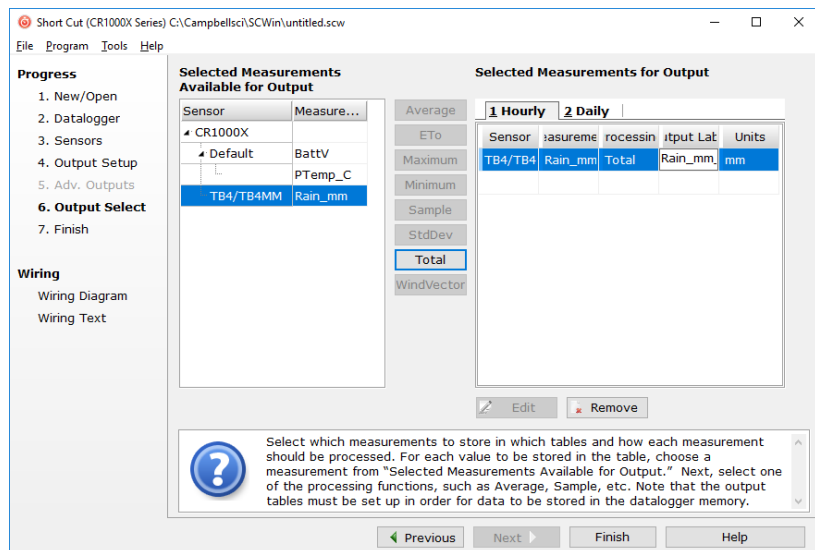 Short Cut (CR1000X Series) C:\Campbellsci\SCWin\untitled.scw
File Program Tools Help
Progress
1. New/Open
2. Datalogger
3. Sensors
4. Output Setup
5. Adv. Outputs
6. Output Select
7. Finish
Wiring
Wiring Diagram
Wiring Text
Selected Measurements
Available for Output
Sensor Measure...
CR1000X
Default BattV
PTemp_C
TB4/TB4MM Rain_mm
Average
ETo
Maximum
Minimum
Sample
StdDev
Total
WindVector
Selected Measurements for Output
1 Hourly 2 Daily
Sensor easureme rocessin utput Lab Units
TB4/TB4 Rain_mm Total Rain_mm_ mm
Edit Remove
Select which measurements to store in which tables and how each measurement
should be processed. For each value to be stored in the table, choose a
measurement from “Selected Measurements Available for Output.” Next, select one
of the processing functions, such as Average, Sample, etc. Note that the output
tables must be set up in order for data to be stored in the datalogger memory.
Previous Next Finish Help